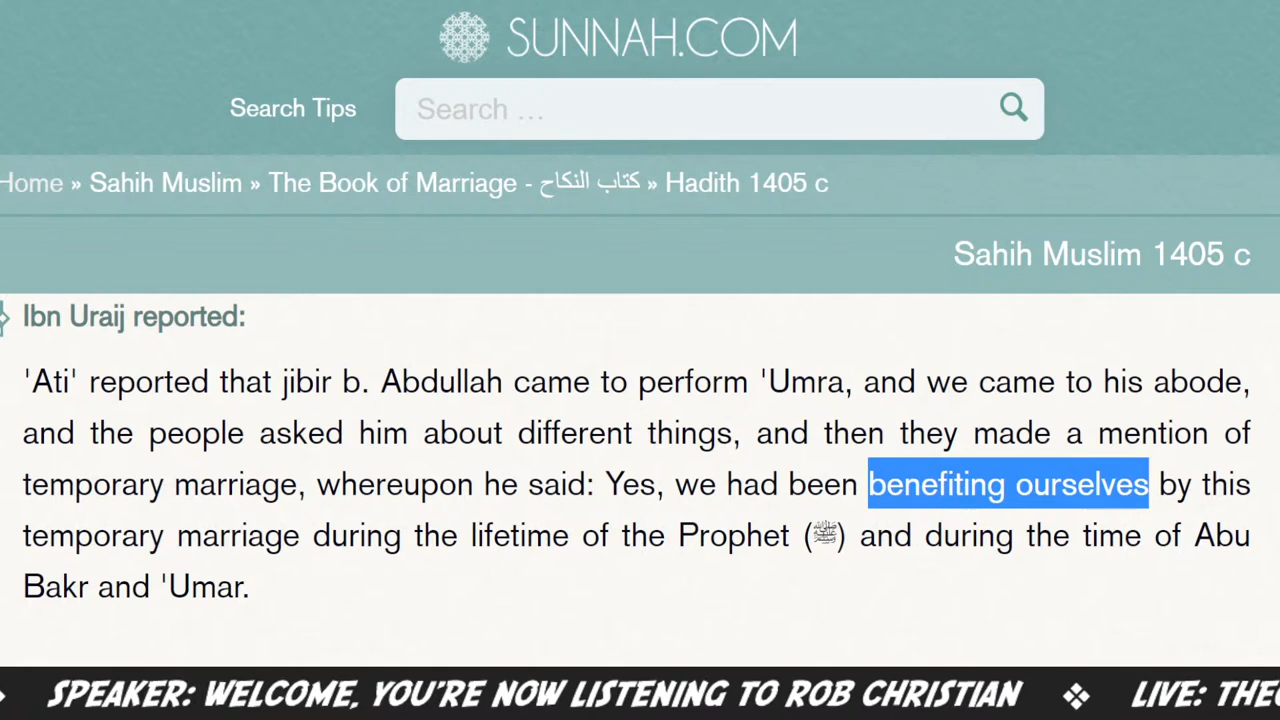 SUNNAH.COM
Search Tips
Search ...
Home » Sahih Muslim » The Book of Marriage - كتاب النكاح » Hadith 1405 c
Sahih Muslim 1405 c
Ibn Uraij reported:
'Ati' reported that jibir b. Abdullah came to perform 'Umra, and we came to his abode,
and the people asked him about different things, and then they made a mention of
temporary marriage, whereupon he said: Yes, we had been benefiting ourselves by this
temporary marriage during the lifetime of the Prophet (ﷺ) and during the time of Abu
Bakr and 'Umar.
SPEAKER: WELCOME, YOU'RE NOW LISTENING TO ROB CHRISTIAN ❖ LIVE: